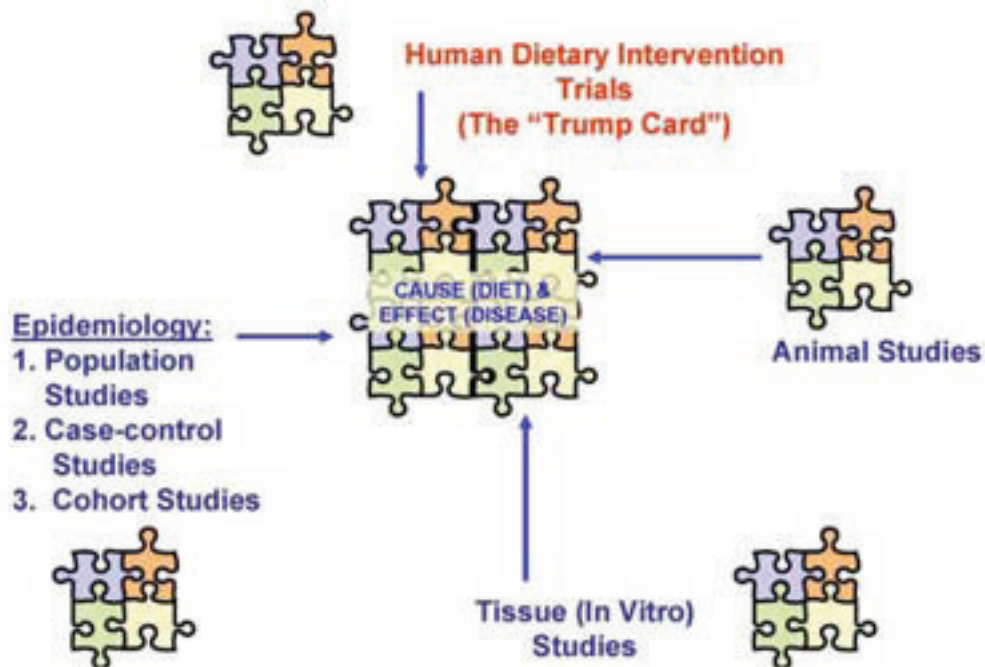 Human Dietary Intervention
Trials
(The “Trump Card”)
CAUSE (DIET) &
EFFECT (DISEASE)
Epidemiology:
1. Population
Studies
2. Case-control
Studies
3. Cohort Studies
Animal Studies
Tissue (In Vitro)
Studies